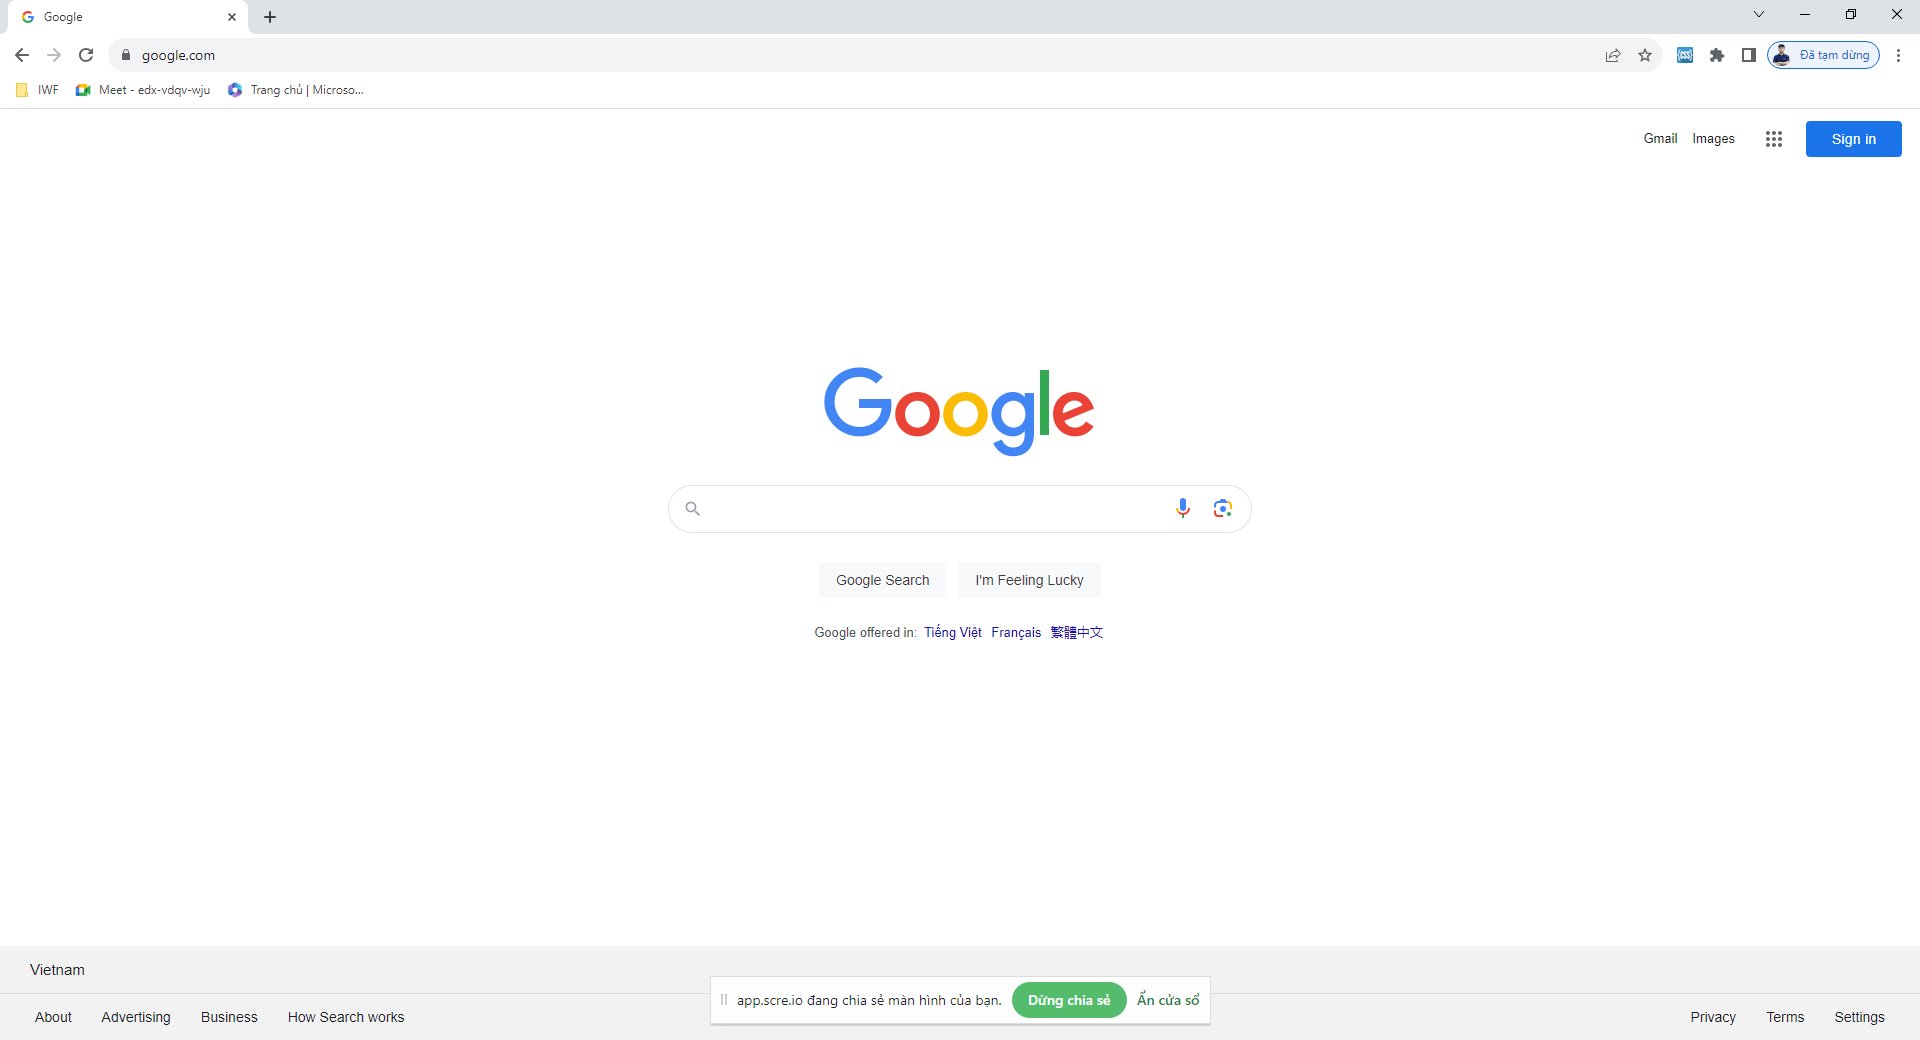 Google
google.com
Đã tạm dừng
IWF Meet - edx-vdqv-wju Trang chủ | Microso...
Gmail Images Sign in
Google
Google Search I'm Feeling Lucky
Google offered in: Tiếng Việt Français 繁體中文
Vietnam
app.scre.io đang chia sẻ màn hình của bạn. Dừng chia sẻ Ẩn cửa sổ
About Advertising Business How Search works Privacy Terms Settings